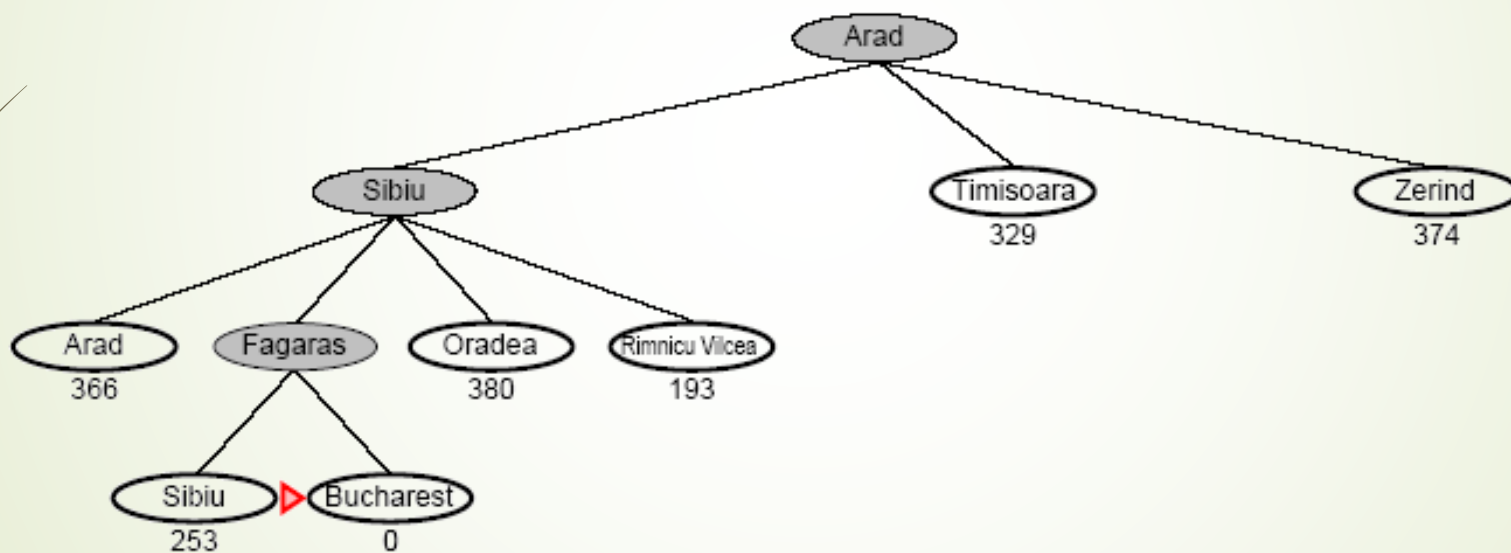 Arad
Sibiu
Timisoara
Zerind
329
374
Arad
Fagaras
Oradea
Rimnicu Vilcea
366
380
193
Sibiu
Bucharest
253
0